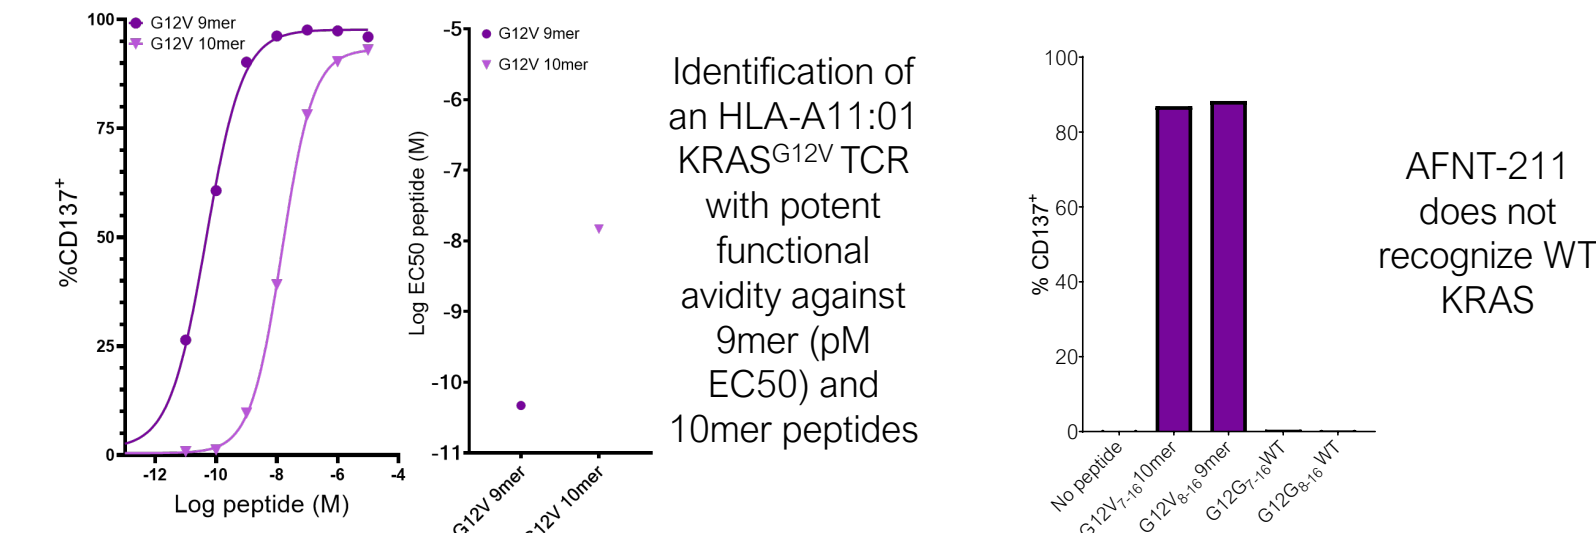 100
75
50
25
0
-12
-10
-8
-6
-4
%CD137+
Log peptide (M)
G12V 9mer
G12V 10mer
-5
-6
-7
-8
-9
-10
-11
Log EC50 peptide (M)
G12V 9mer
G12V 10mer
G12V 9mer
12V 10mer
Identification of
an HLA-A11:01
KRASG12V TCR
with potent
functional
avidity against
9mer (pM
EC50) and
10mer peptides
100
80
60
40
20
0
% CD137+
No peptide
G12V7-16 10mer
G12V8-16 9mer
G12G7-16 WT
G12G8-16 WT
AFNT-211
does not
recognize WT
KRAS